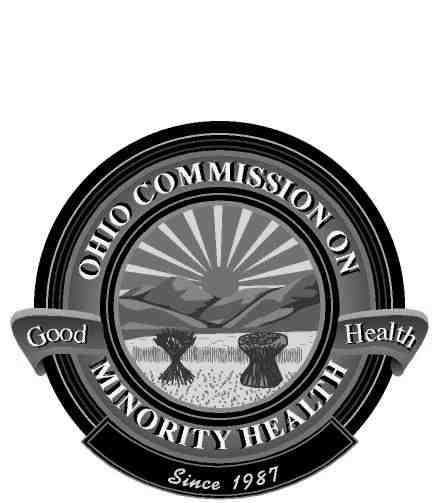 OHIO COMMISSION ON
Good
Health
MINORITY HEALTH
Since 1987